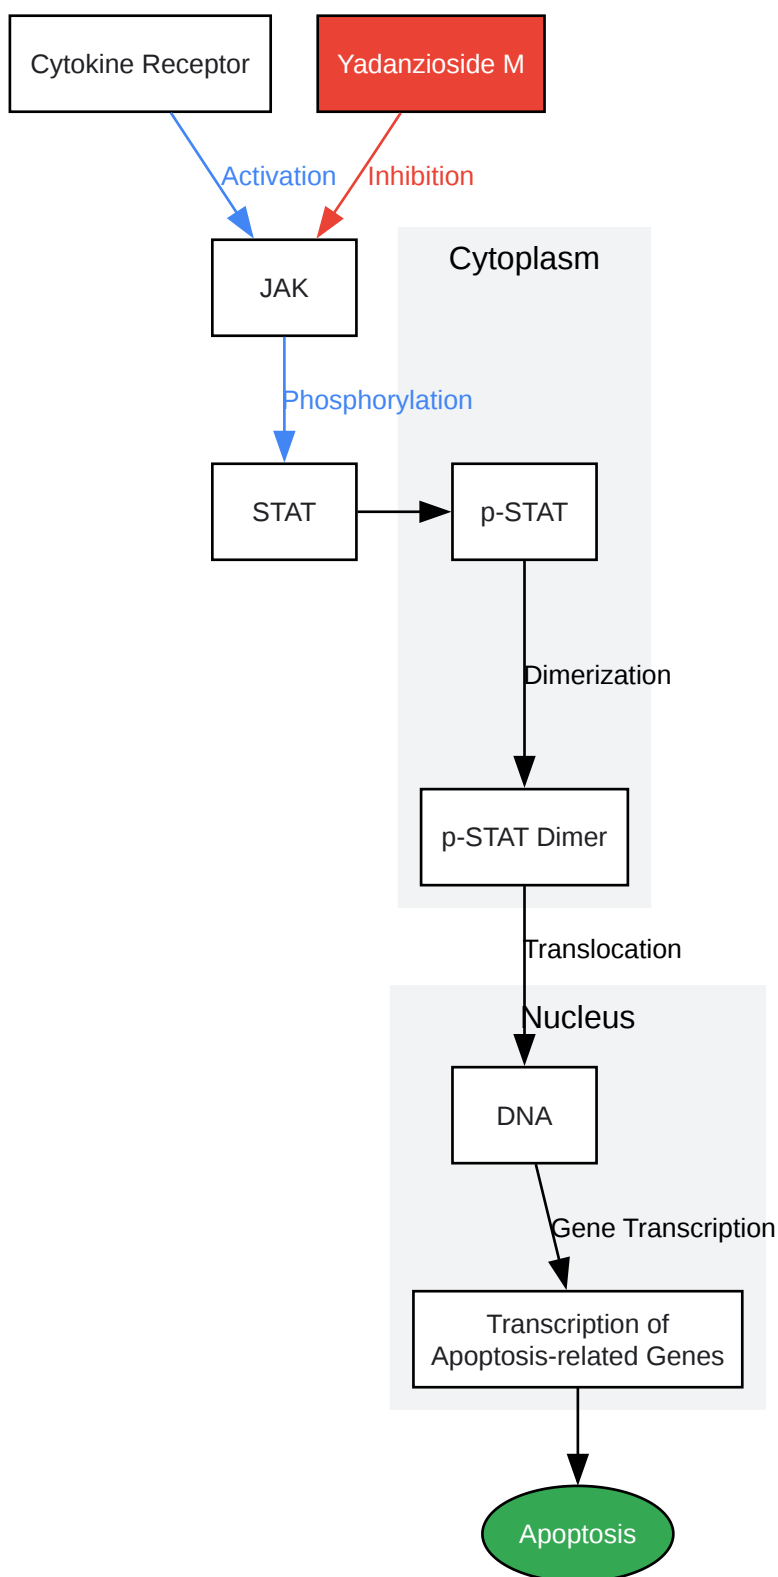 Cytokine Receptor
Yadanzioside M
Activation
Inhibition
Cytoplasm
JAK
Phosphorylation
STAT
p-STAT
Dimerization
p-STAT Dimer
Translocation
Nucleus
DNA
Gene Transcription
Transcription of
Apoptosis-related Genes
Apoptosis